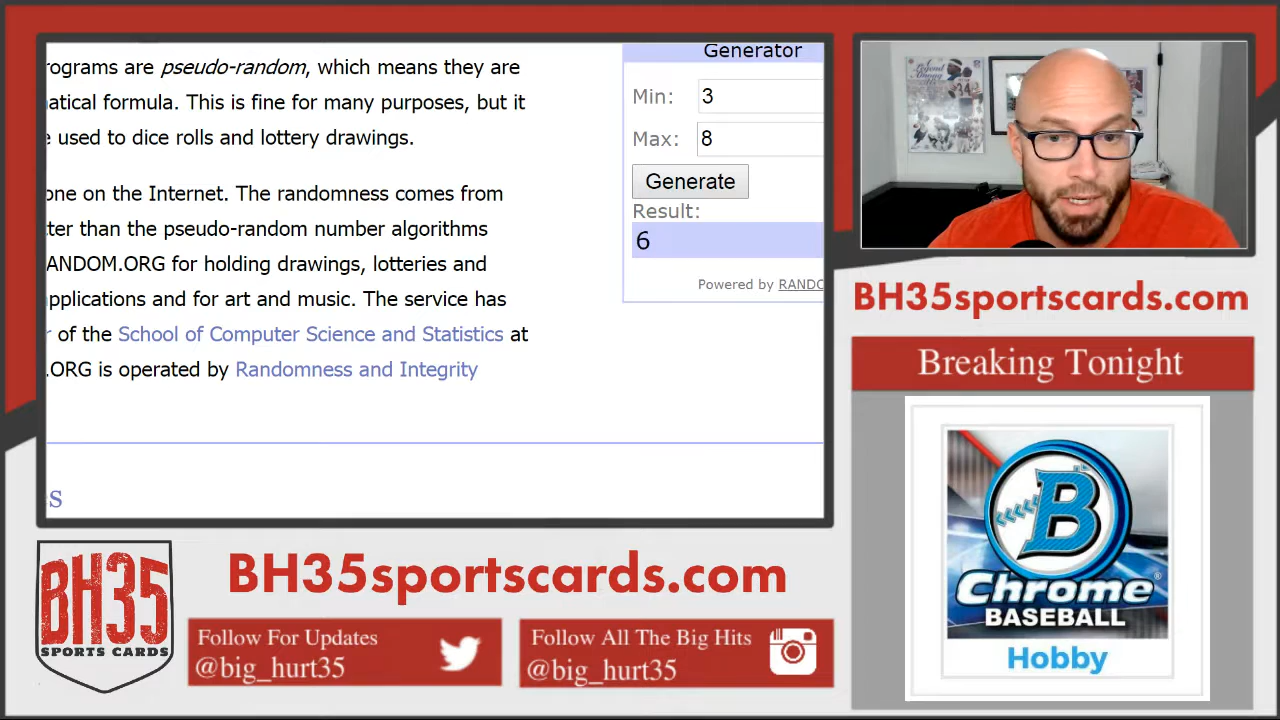 rograms are pseudo-random, which means they are
atical formula. This is fine for many purposes, but it
used to dice rolls and lottery drawings.
one on the Internet. The randomness comes from
ter than the pseudo-random number algorithms
ANDOM.ORG for holding drawings, lotteries and
pplications and for art and music. The service has
r of the School of Computer Science and Statistics at
.ORG is operated by Randomness and Integrity
s
Generator
Min: 3
Max: 8
Generate
Result:
6
Powered by RANDO
34
BH35sportscards.com
Breaking Tonight
B
Chrome
BASEBALL
Hobby
BH35
SPORTS CARDS
BH35sportscards.com
Follow For Updates
@big_hurt35
Follow All The Big Hits
@big_hurt35